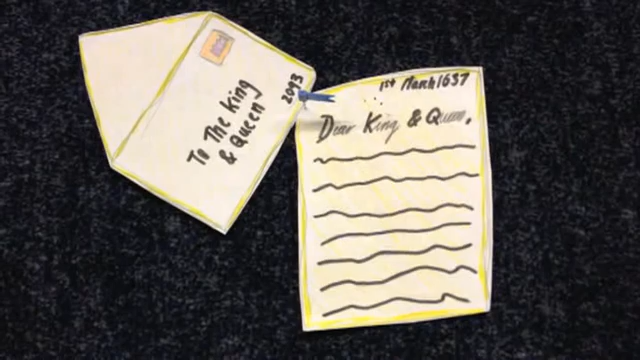 To The King
& Queen
2093
1st March 1637
Dear King & Queen,